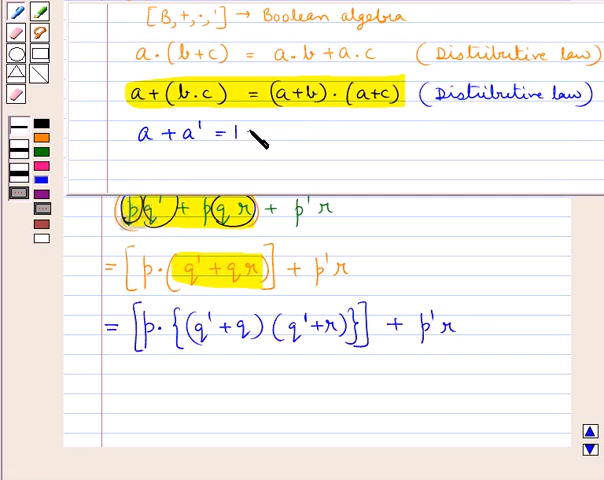 [B,+,·,'] → Boolean algebra
a·(b+c) = a·b+a·c (Distributive law)
a+(b·c) = (a+b)·(a+c) (Distributive law)
a + a' = 1
pq' + pqr + p'r
= [p·(q'+qr)] + p'r
= [p·{(q'+q)(q'+r)}] + p'r